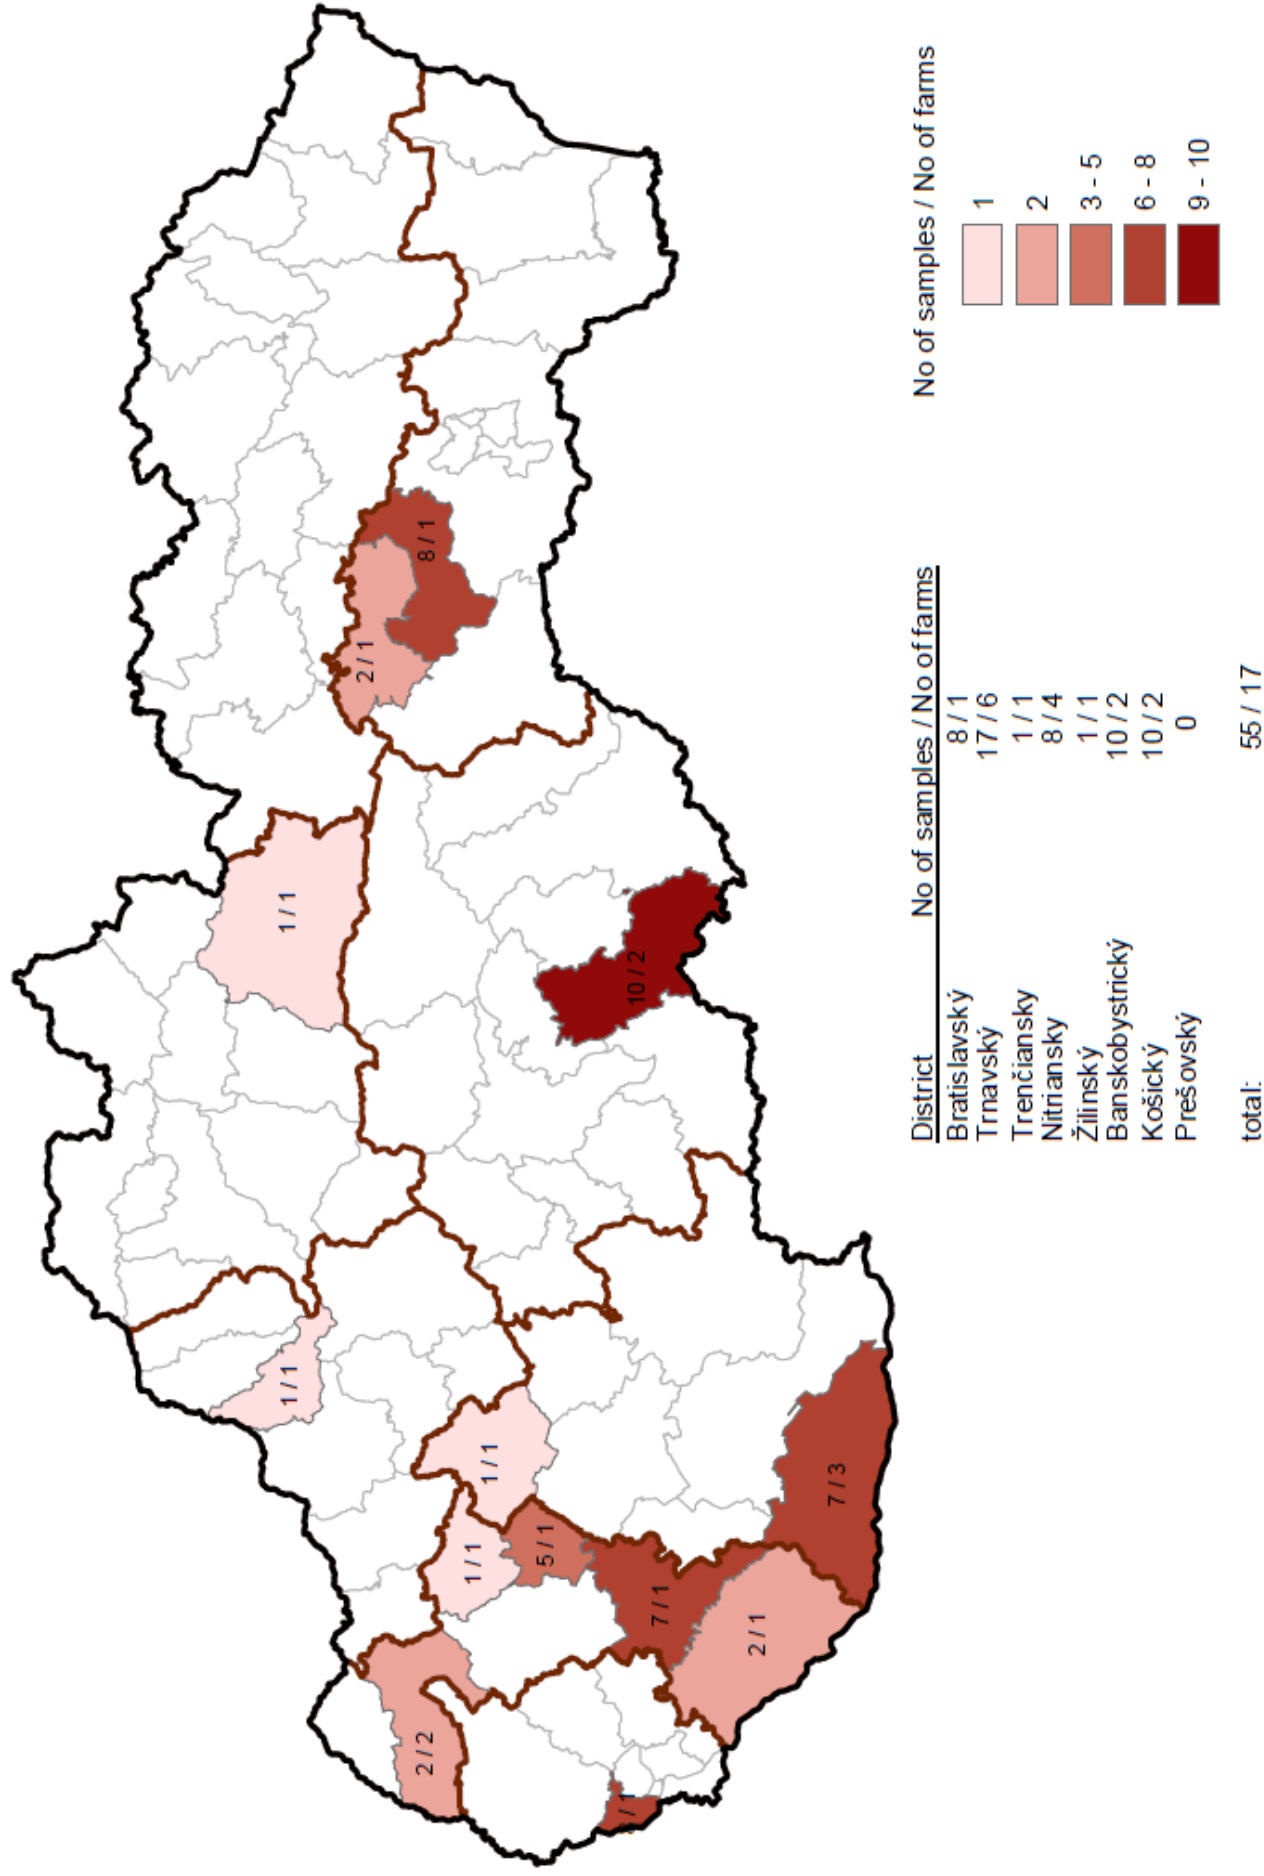 1 / 1
1 / 1
2 / 1
2 / 2
8 / 1
1 / 1
1 / 1
5 / 1
/ 1
10 / 2
7 / 1
2 / 1
7 / 3
District No of samples / No of farms
Bratislavský 8 / 1
Trnavský 17 / 6
Trenčiansky 1 / 1
Nitriansky 8 / 4
Žilinský 1 / 1
Banskobystrický 10 / 2
Košický 10 / 2
Prešovský 0
total: 55 / 17
No of samples / No of farms
1
2
3 - 5
6 - 8
9 - 10